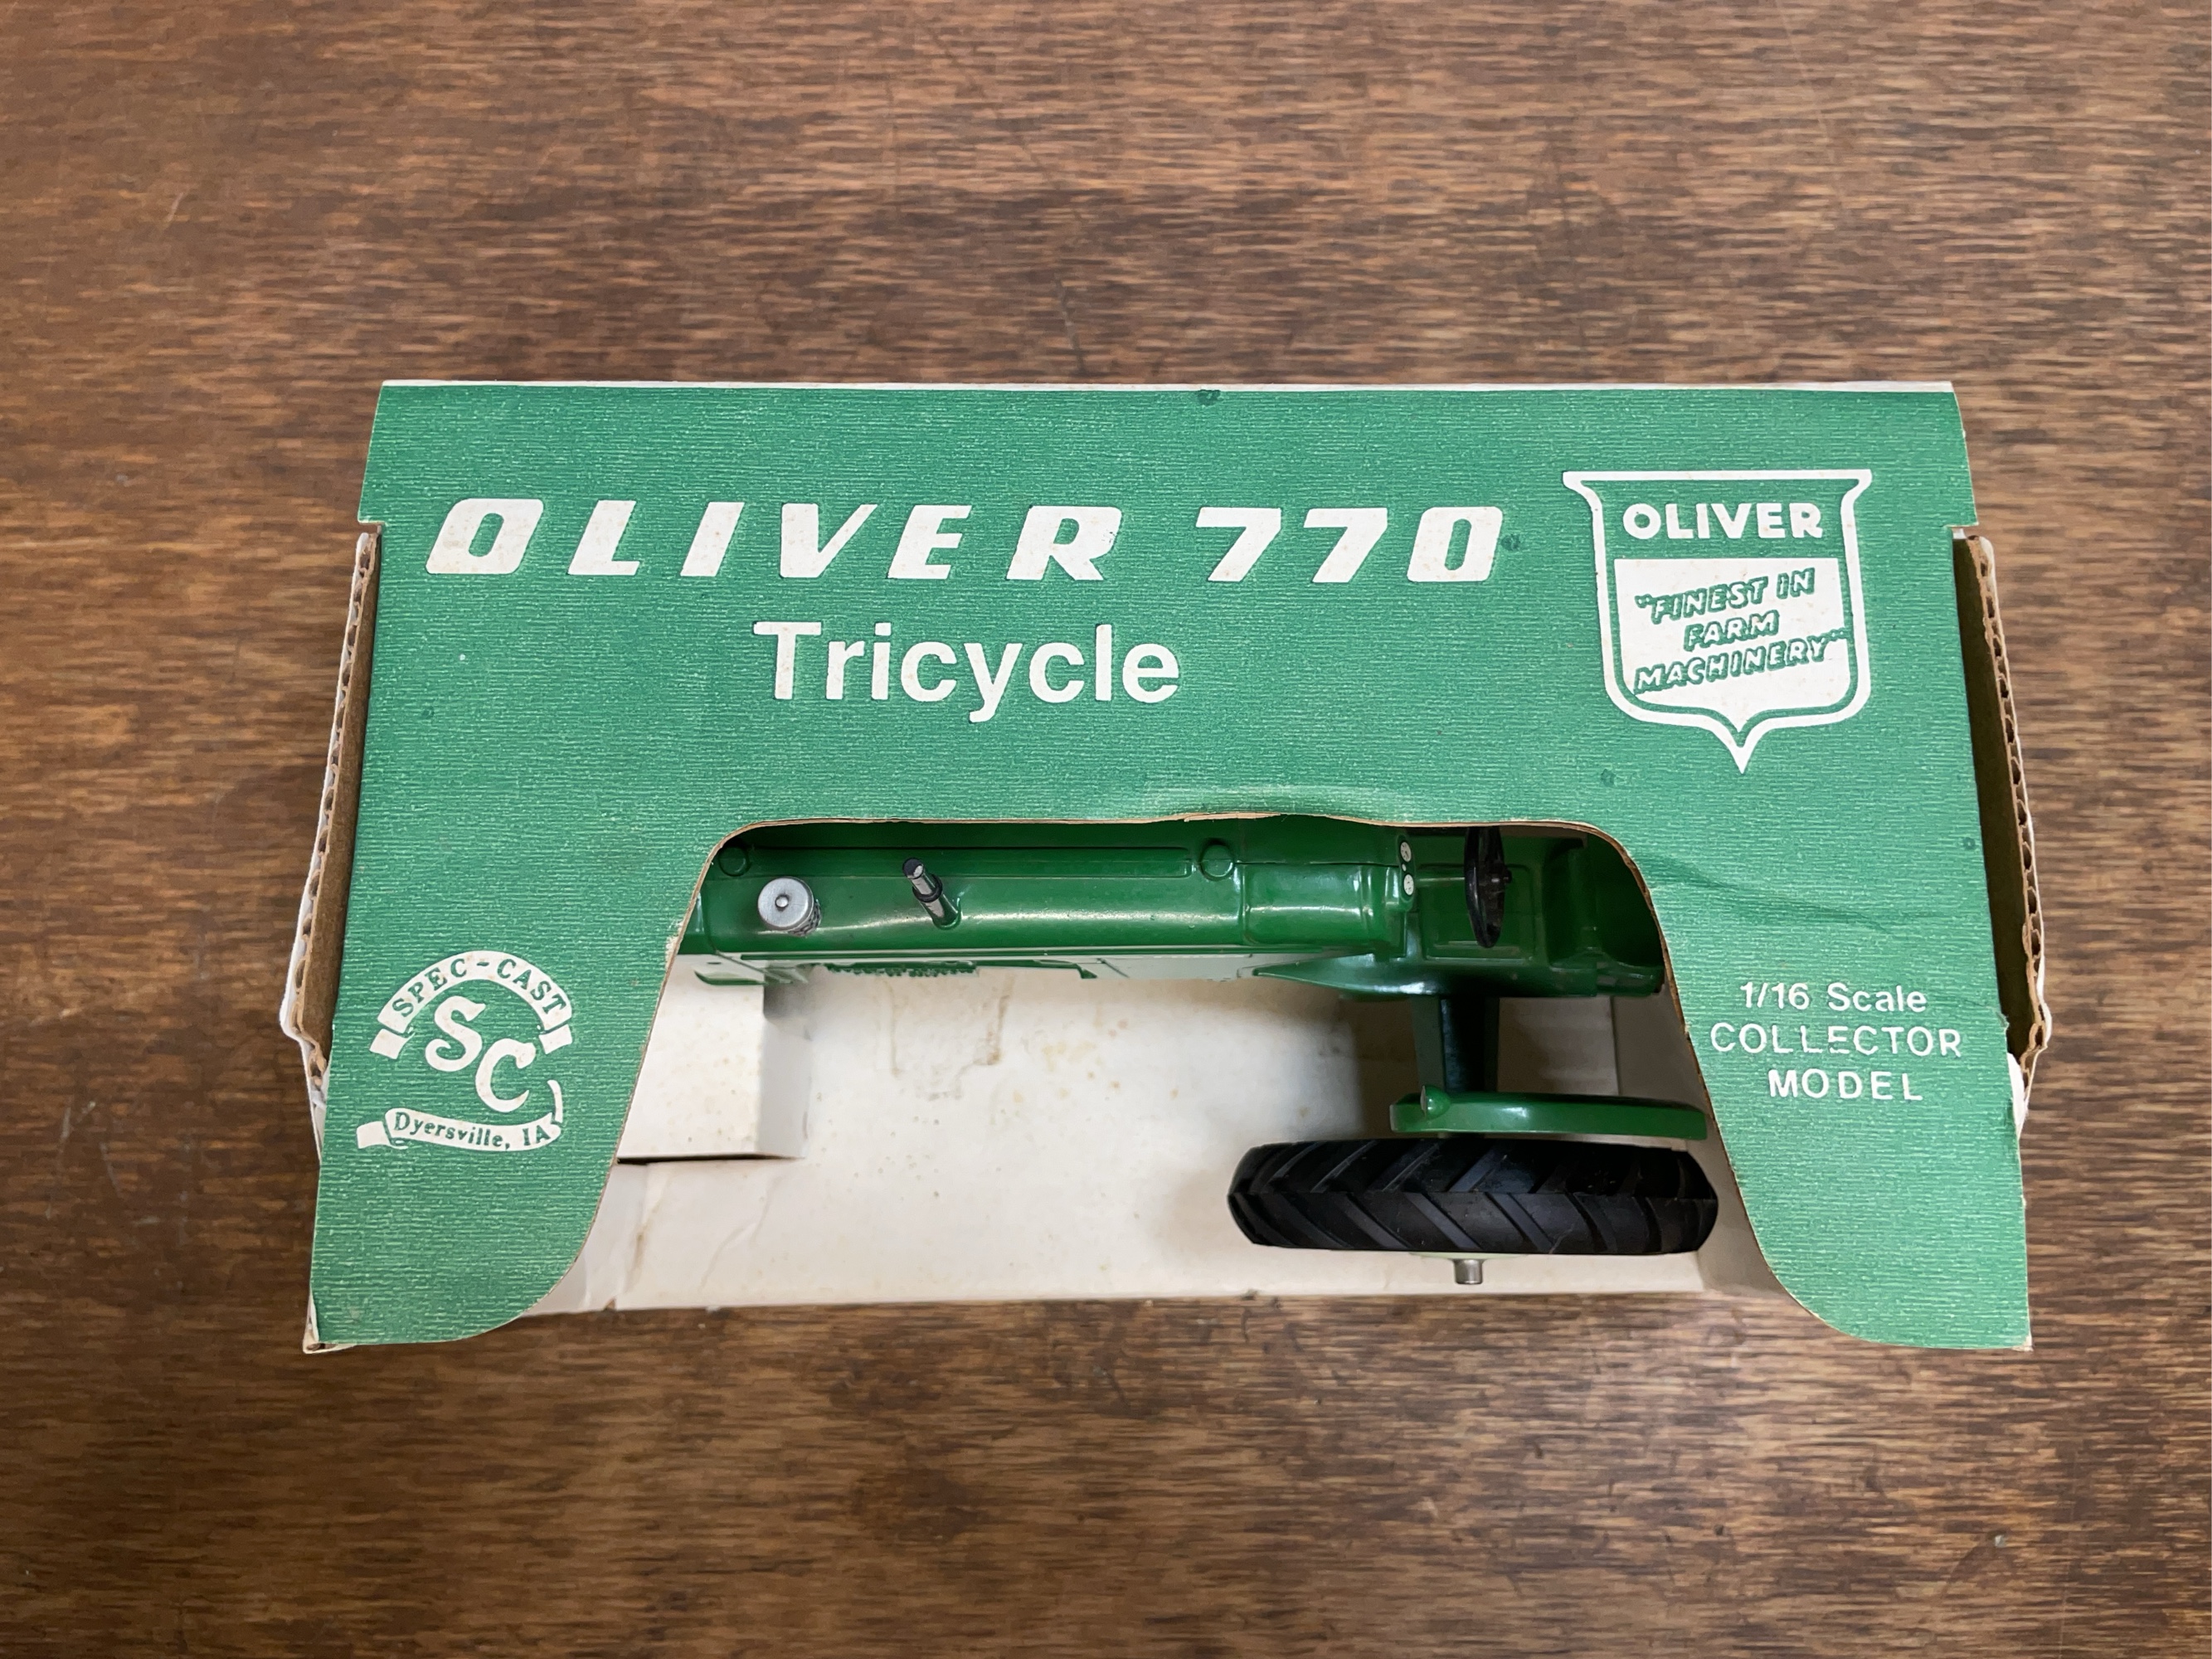 OLIVER 770
Tricycle
OLIVER
"FINEST IN
FARM
MACHINERY"
SPEC-CAST
SC
Dyersville, IA
1/16 Scale
COLLECTOR
MODEL